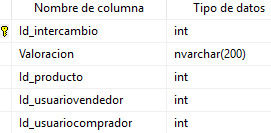 Nombre de columna Tipo de datos
Id_intercambio int
Valoracion nvarchar(200)
Id_producto int
Id_usuariovendedor int
Id_usuariocomprador int